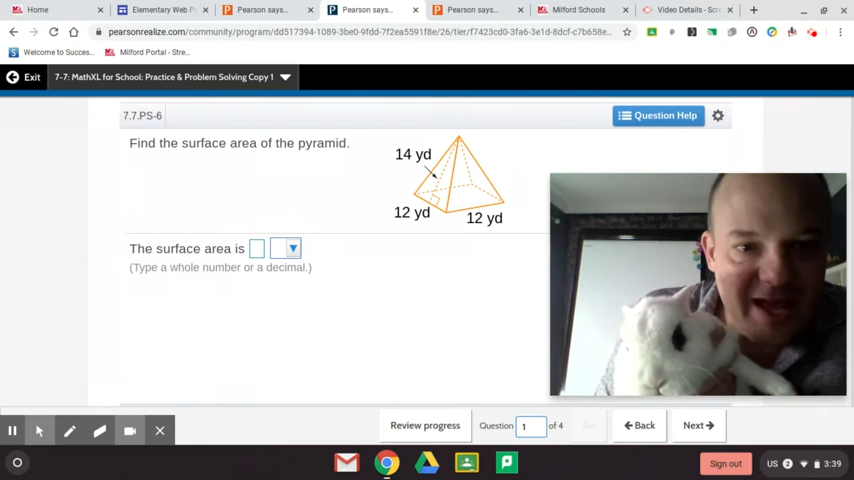 Home
Elementary Web P
Pearson says...
Pearson says...
Pearson says...
Milford Schools
Video Details - Scr
pearsonrealize.com/community/program/dd517394-1089-3be0-9fdd-7f2ea5591f8e/26/tier/f7423cd0-3fa6-3e1d-8dcf-c7b658e...
Welcome to Succes...
Milford Portal - Stre...
Exit
7-7: MathXL for School: Practice & Problem Solving Copy 1
7.7.PS-6
Question Help
Find the surface area of the pyramid.
14 yd
12 yd
12 yd
The surface area is
(Type a whole number or a decimal.)
Review progress
Question 1 of 4
Go
Back
Next
Sign out
US 2 3:39